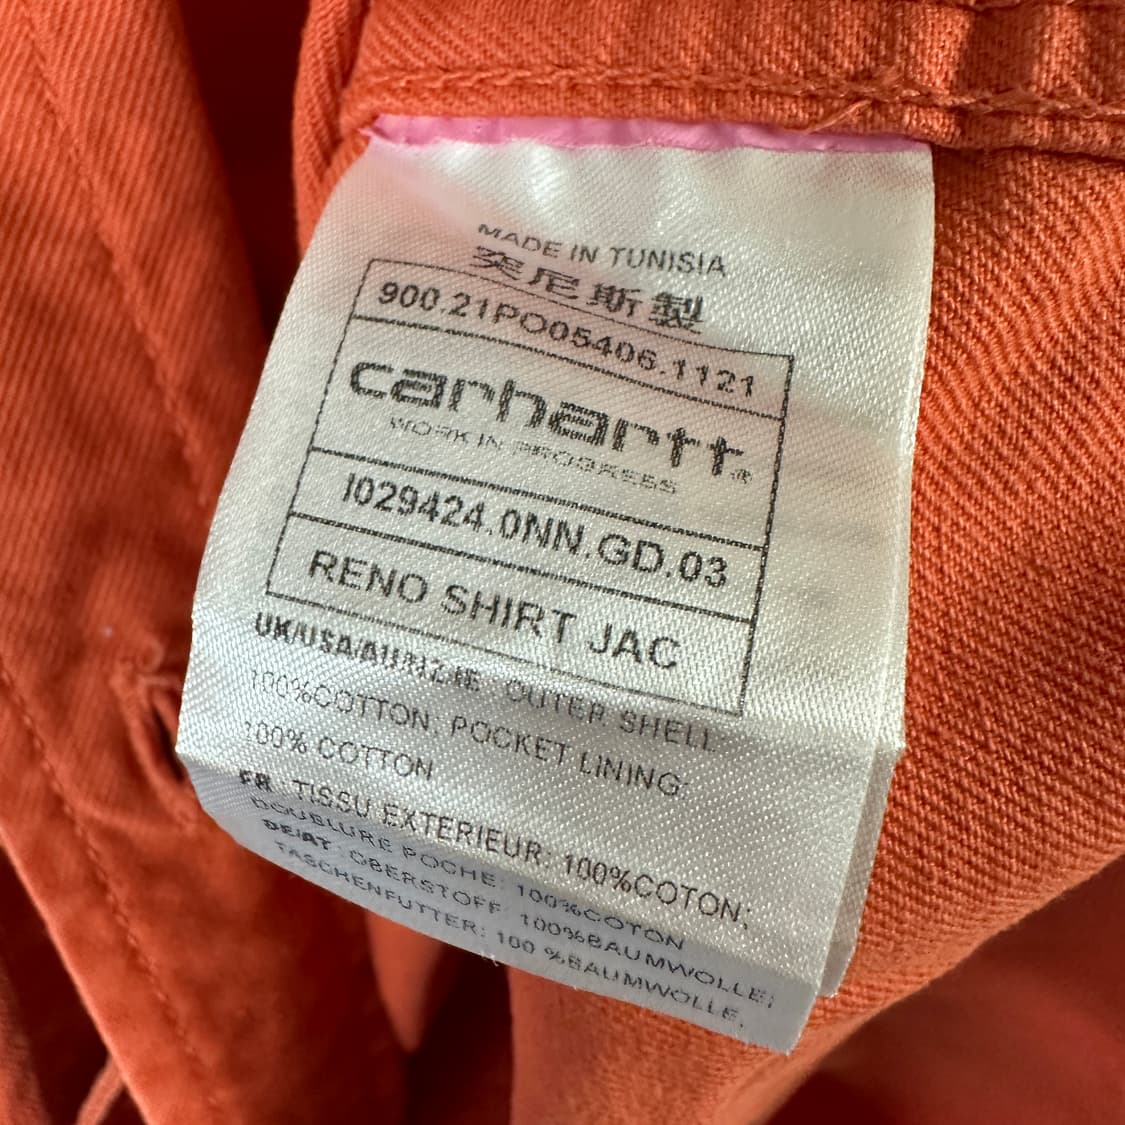 MADE IN TUNISIA
突尼斯製
900.21PO05406.1121
carhartt®
WORK IN PROGRESS
I029424.0NN.GD.03
RENO SHIRT JAC
UK/USA/AU/NZ/IE : OUTER SHELL:
100%COTTON; POCKET LINING:
100% COTTON
FR : TISSU EXTERIEUR: 100%COTON;
DOUBLURE POCHE: 100%COTON
DE/AT : OBERSTOFF: 100%BAUMWOLLE;
TASCHENFUTTER: 100 %BAUMWOLLE.